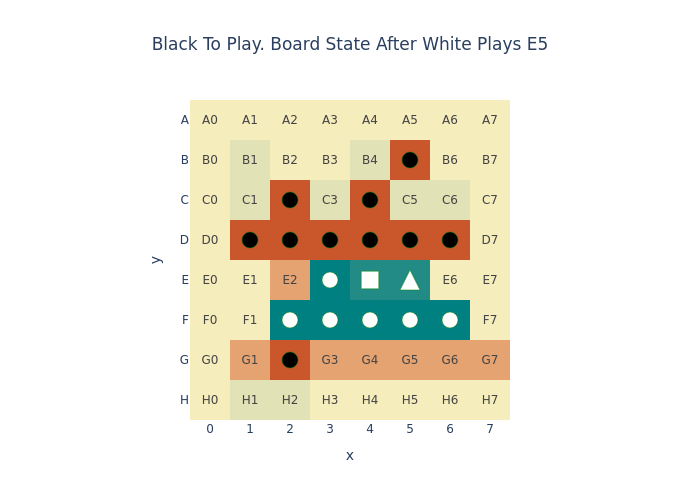 Black To Play. Board State After White Plays E5
A A0 A1 A2 A3 A4 A5 A6 A7
B B0 B1 B2 B3 B4 B6 B7
C C0 C1 C3 C5 C6 C7
D D0 D7
y
E E0 E1 E2 E6 E7
F F0 F1 F7
G G0 G1 G3 G4 G5 G6 G7
H H0 H1 H2 H3 H4 H5 H6 H7
0 1 2 3 4 5 6 7
x